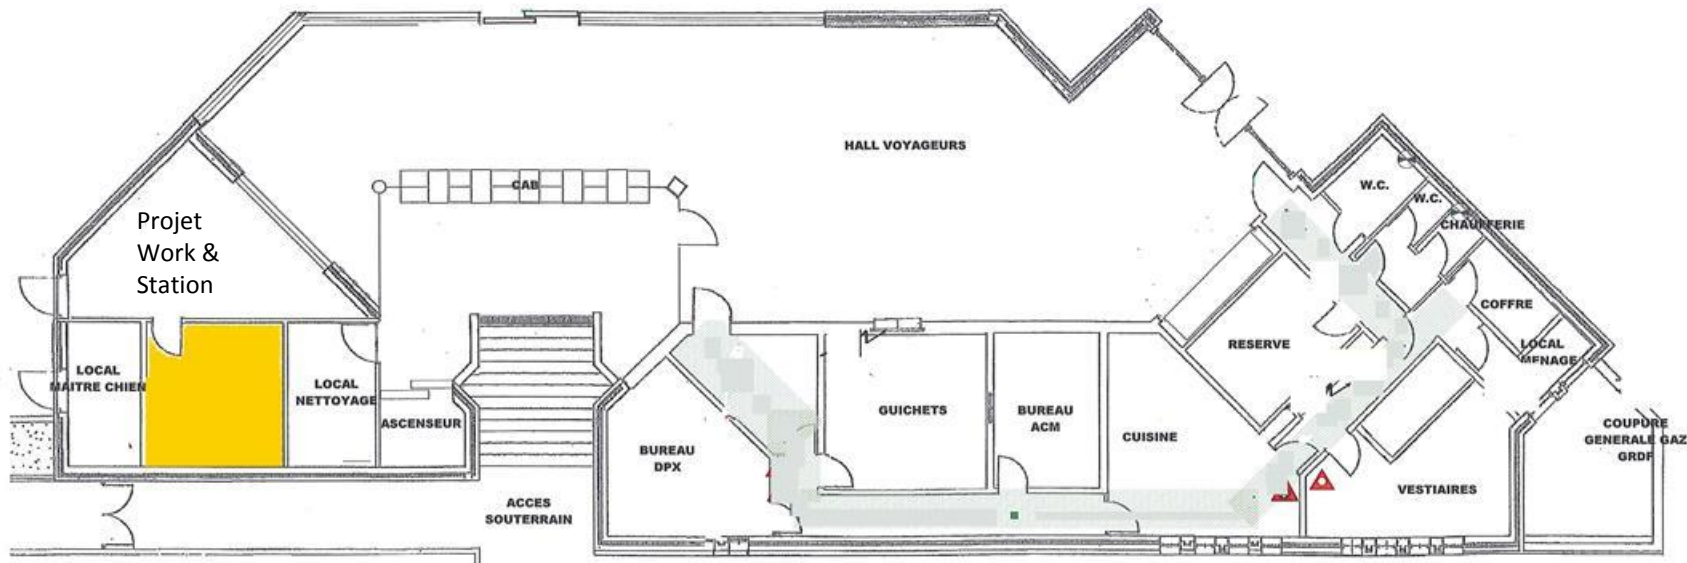 HALL VOYAGEURS
CAB
W.C.
W.C.
CHAUFFERIE
Projet
Work &
Station
COFFRE
RESERVE
LOCAL
MENAGE
LOCAL
MAITRE CHIEN
LOCAL
NETTOYAGE
ASCENSEUR
GUICHETS
BUREAU
ACM
CUISINE
BUREAU
DPX
COUPURE
GENERALE GAZ
GRDF
VESTIAIRES
ACCES
SOUTERRAIN